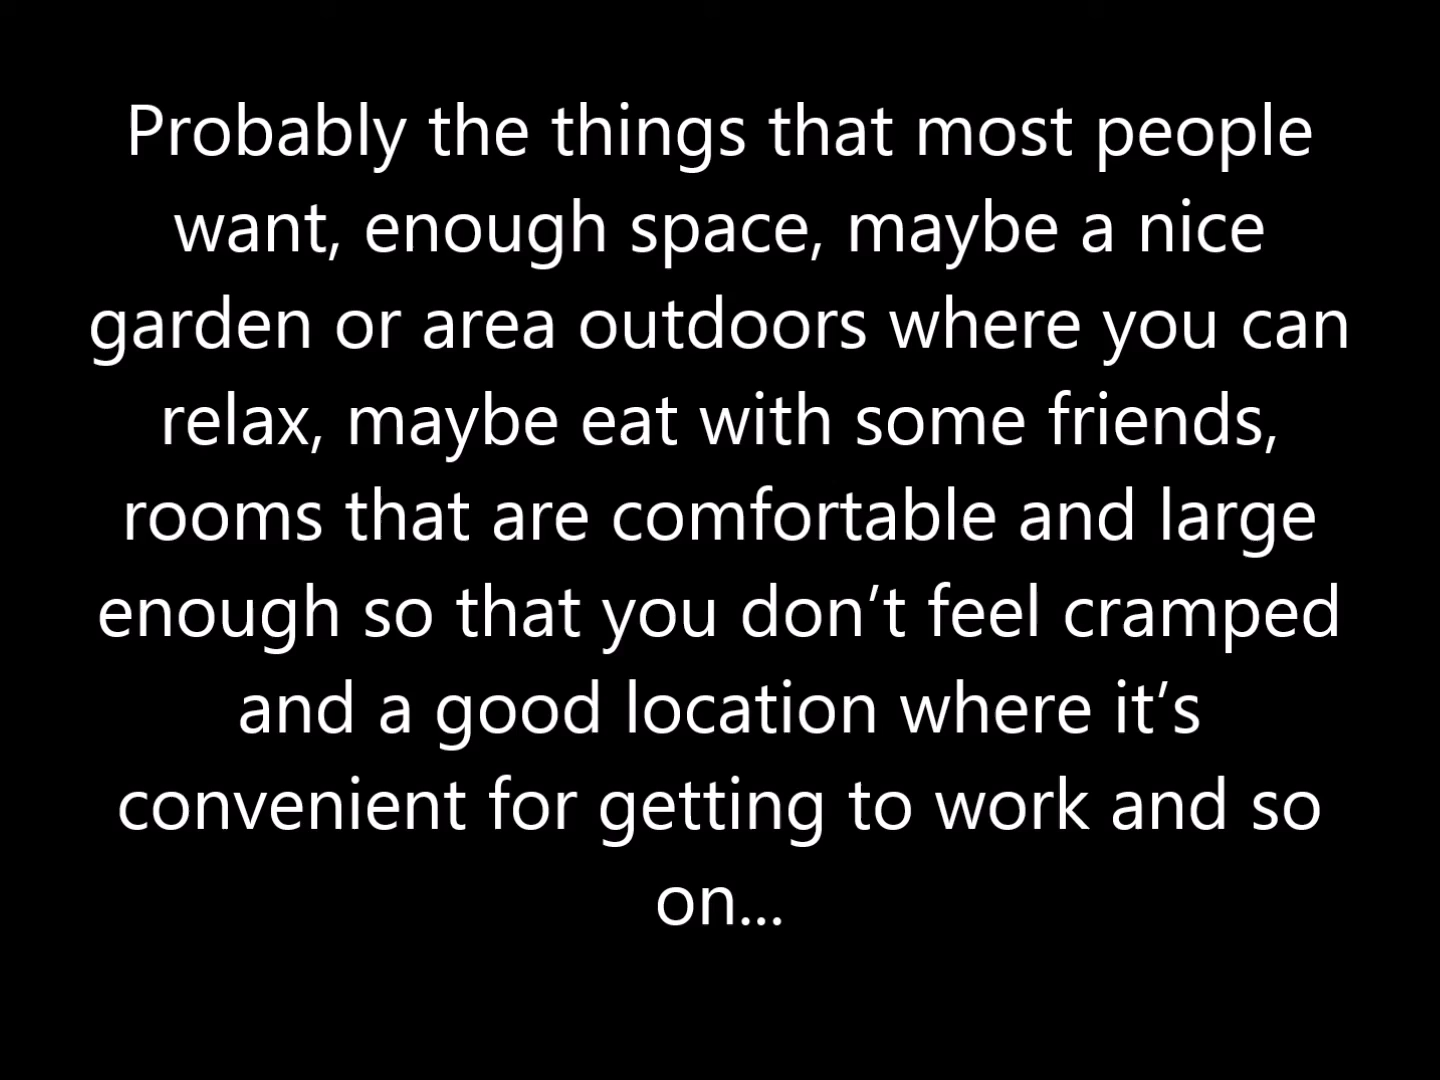 Probably the things that most people
want, enough space, maybe a nice
garden or area outdoors where you can
relax, maybe eat with some friends,
rooms that are comfortable and large
enough so that you don’t feel cramped
and a good location where it’s
convenient for getting to work and so
on...